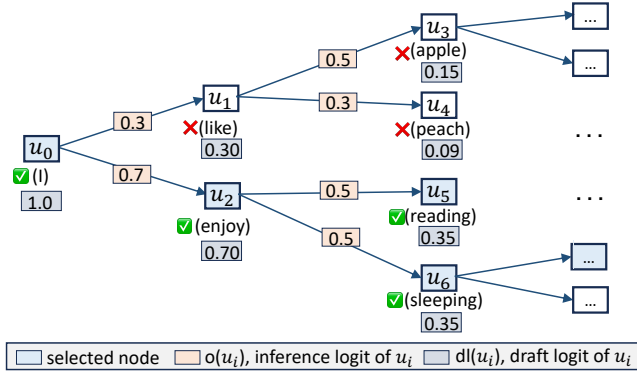 u₃
...
0.5
❌(apple)
0.15
...
u₁
0.3
❌(like)
0.30
0.3
u₄
❌(peach)
0.09
...
u₀
✅(I)
1.0
0.7
u₂
✅(enjoy)
0.70
0.5
u₅
✅(reading)
0.35
...
0.5
u₆
✅(sleeping)
0.35
...
...
selected node
o(uᵢ), inference logit of uᵢ
dl(uᵢ), draft logit of uᵢ